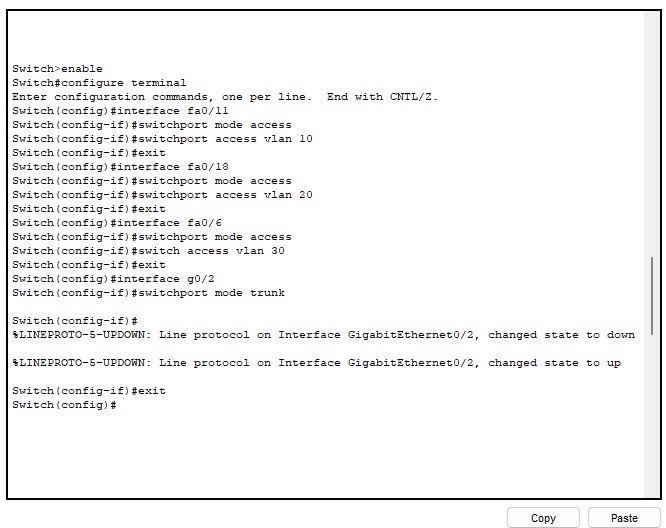 Switch>enable
Switch#configure terminal
Enter configuration commands, one per line.  End with CNTL/Z.
Switch(config)#interface fa0/11
Switch(config-if)#switchport mode access
Switch(config-if)#switchport access vlan 10
Switch(config-if)#exit
Switch(config)#interface fa0/18
Switch(config-if)#switchport mode access
Switch(config-if)#switchport access vlan 20
Switch(config-if)#exit
Switch(config)#interface fa0/6
Switch(config-if)#switchport mode access
Switch(config-if)#switch access vlan 30
Switch(config-if)#exit
Switch(config)#interface g0/2
Switch(config-if)#switchport mode trunk
Switch(config-if)#
%LINEPROTO-5-UPDOWN: Line protocol on Interface GigabitEthernet0/2, changed state to down
%LINEPROTO-5-UPDOWN: Line protocol on Interface GigabitEthernet0/2, changed state to up
Switch(config-if)#exit
Switch(config)#
Copy Paste